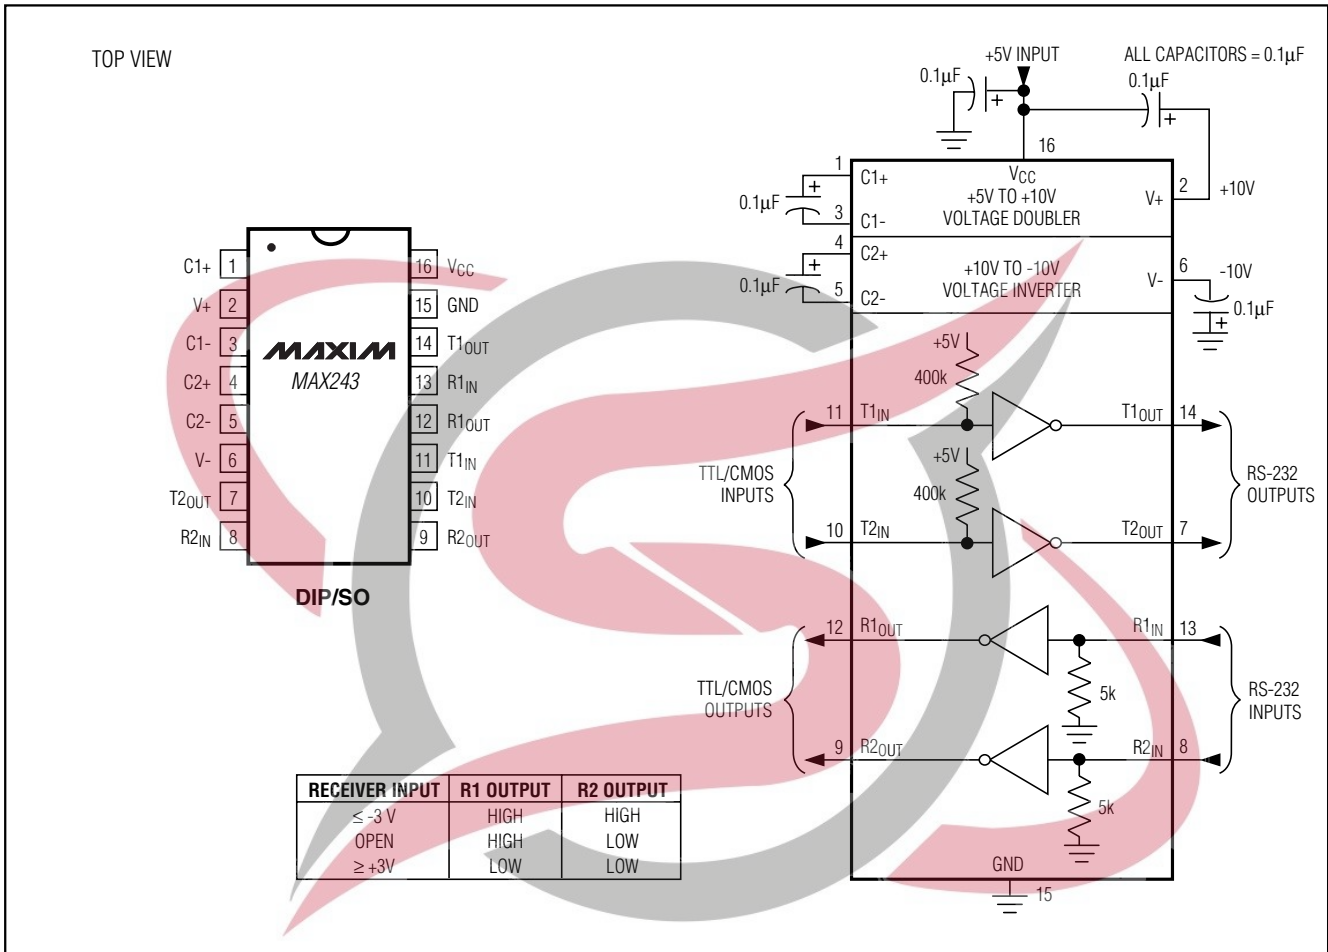 TOP VIEW
C1+ 1
V+ 2
C1- 3
C2+ 4
C2- 5
V- 6
T2OUT 7
R2IN 8
16 VCC
15 GND
14 T1OUT
13 R1IN
12 R1OUT
11 T1IN
10 T2IN
9 R2OUT
MAXIM
MAX243
DIP/SO
RECEIVER INPUT R1 OUTPUT R2 OUTPUT
≤ -3 V HIGH HIGH
OPEN HIGH LOW
≥ +3V LOW LOW
+5V INPUT
ALL CAPACITORS = 0.1µF
0.1µF
+
0.1µF
+
16
VCC
+5V TO +10V
VOLTAGE DOUBLER
1
C1+
+
0.1µF
3
C1-
V+
2
+10V
4
C2+
+
0.1µF
5
C2-
+10V TO -10V
VOLTAGE INVERTER
V-
6
-10V
0.1µF
+
+5V
400k
11 T1IN
T1OUT 14
+5V
400k
TTL/CMOS
INPUTS
RS-232
OUTPUTS
10 T2IN
T2OUT 7
12 R1OUT
R1IN 13
5k
TTL/CMOS
OUTPUTS
RS-232
INPUTS
9 R2OUT
R2IN 8
5k
GND
15